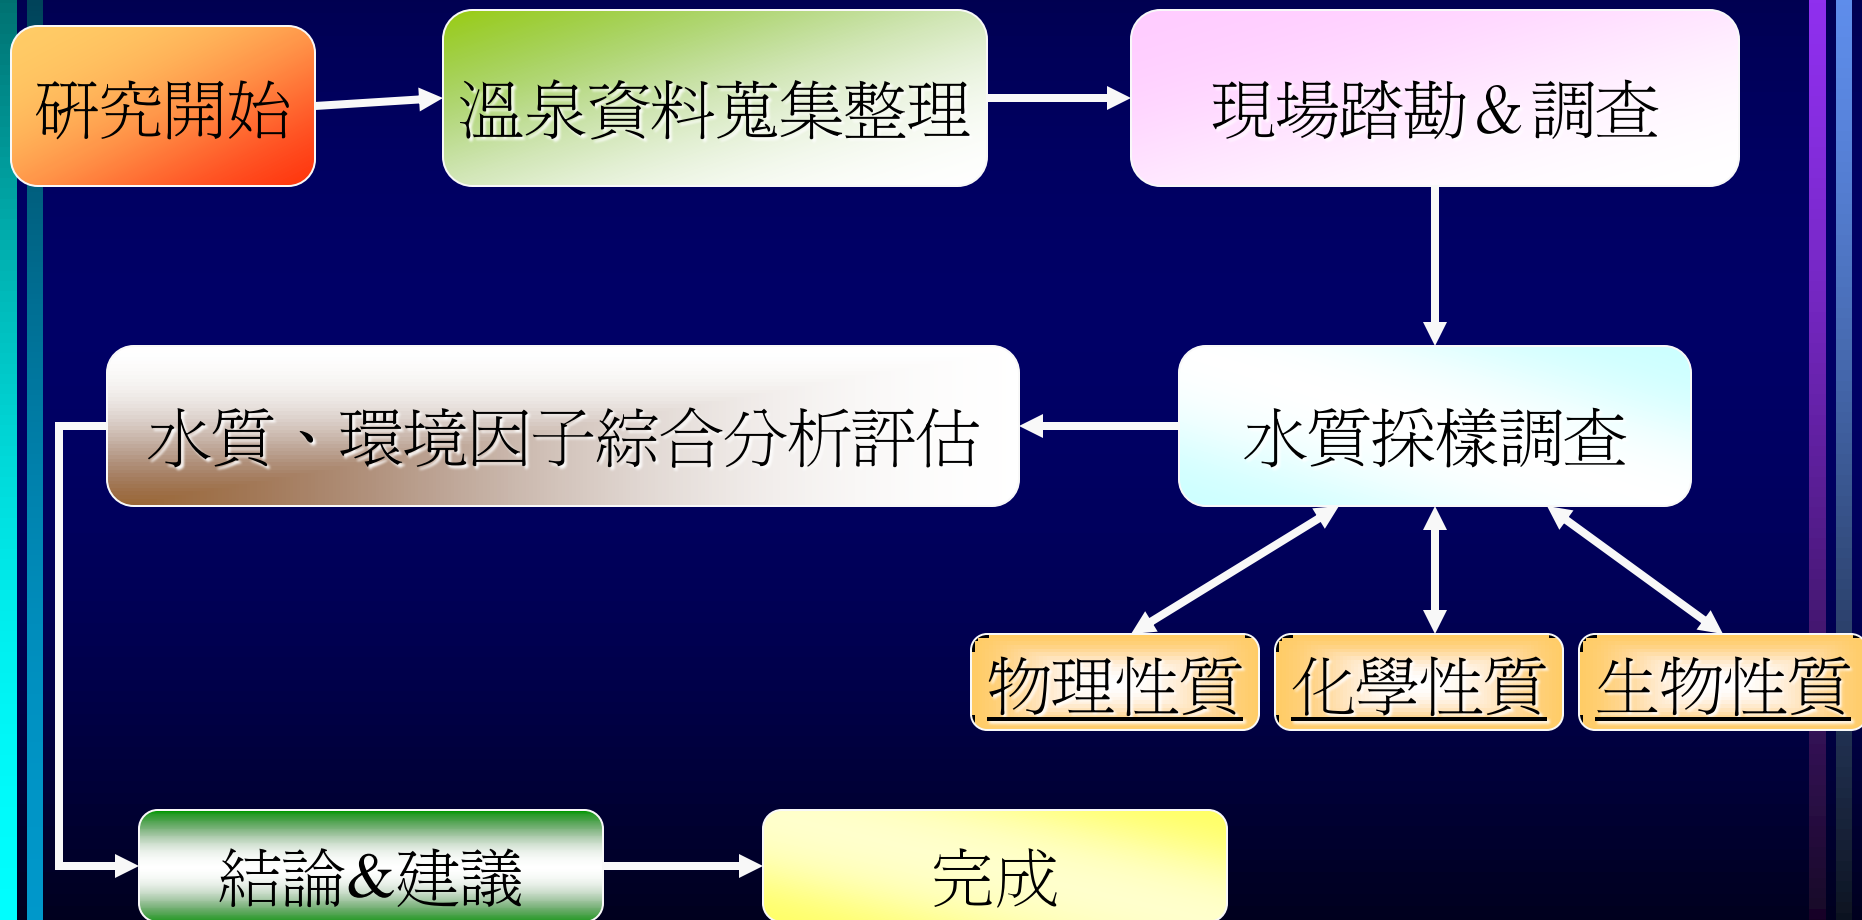 研究開始
溫泉資料蒐集整理
現場踏勘&調查
水質、環境因子綜合分析評估
水質採樣調查
物理性質
化學性質
生物性質
結論&建議
完成